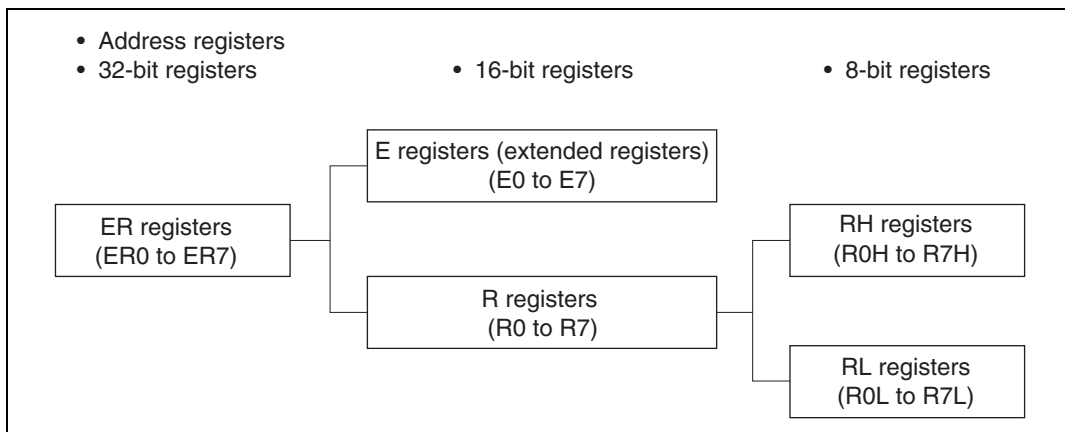 • Address registers
• 32-bit registers
• 16-bit registers
• 8-bit registers
E registers (extended registers)
(E0 to E7)
ER registers
(ER0 to ER7)
RH registers
(R0H to R7H)
R registers
(R0 to R7)
RL registers
(R0L to R7L)